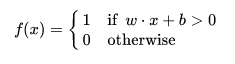 f(x) = { 1 if w · x + b > 0
0 otherwise